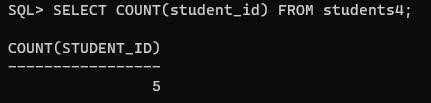 SQL> SELECT COUNT(student_id) FROM students4;
COUNT(STUDENT_ID)
-----------------
5